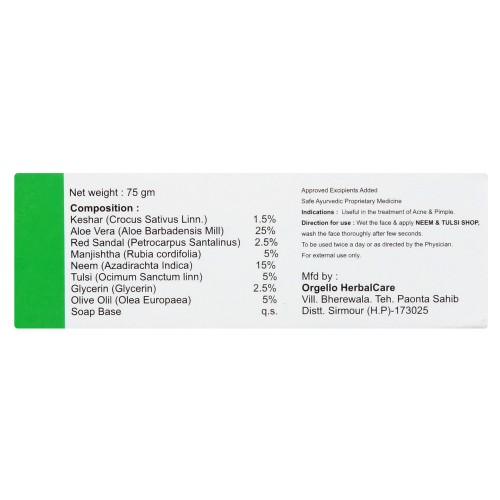 Net weight : 75 gm
Composition :
Keshar (Crocus Sativus Linn.) 1.5%
Aloe Vera (Aloe Barbadensis Mill) 25%
Red Sandal (Petrocarpus Santalinus) 2.5%
Manjishtha (Rubia cordifolia) 5%
Neem (Azadirachta Indica) 15%
Tulsi (Ocimum Sanctum linn) 5%
Glycerin (Glycerin) 2.5%
Olive Olil (Olea Europaea) 5%
Soap Base q.s.
Approved Excipients Added
Safe Ayurvedic Proprietary Medicine
Indications : Useful in the treatment of Acne & Pimple.
Direction for use : Wet the face & apply NEEM & TULSI SHOP,
wash the face thoroughly after few seconds.
To be used twice a day or as directed by the Physician.
For external use only.
Mfd by :
Orgello HerbalCare
Vill. Bherewala. Teh. Paonta Sahib
Distt. Sirmour (H.P)-173025